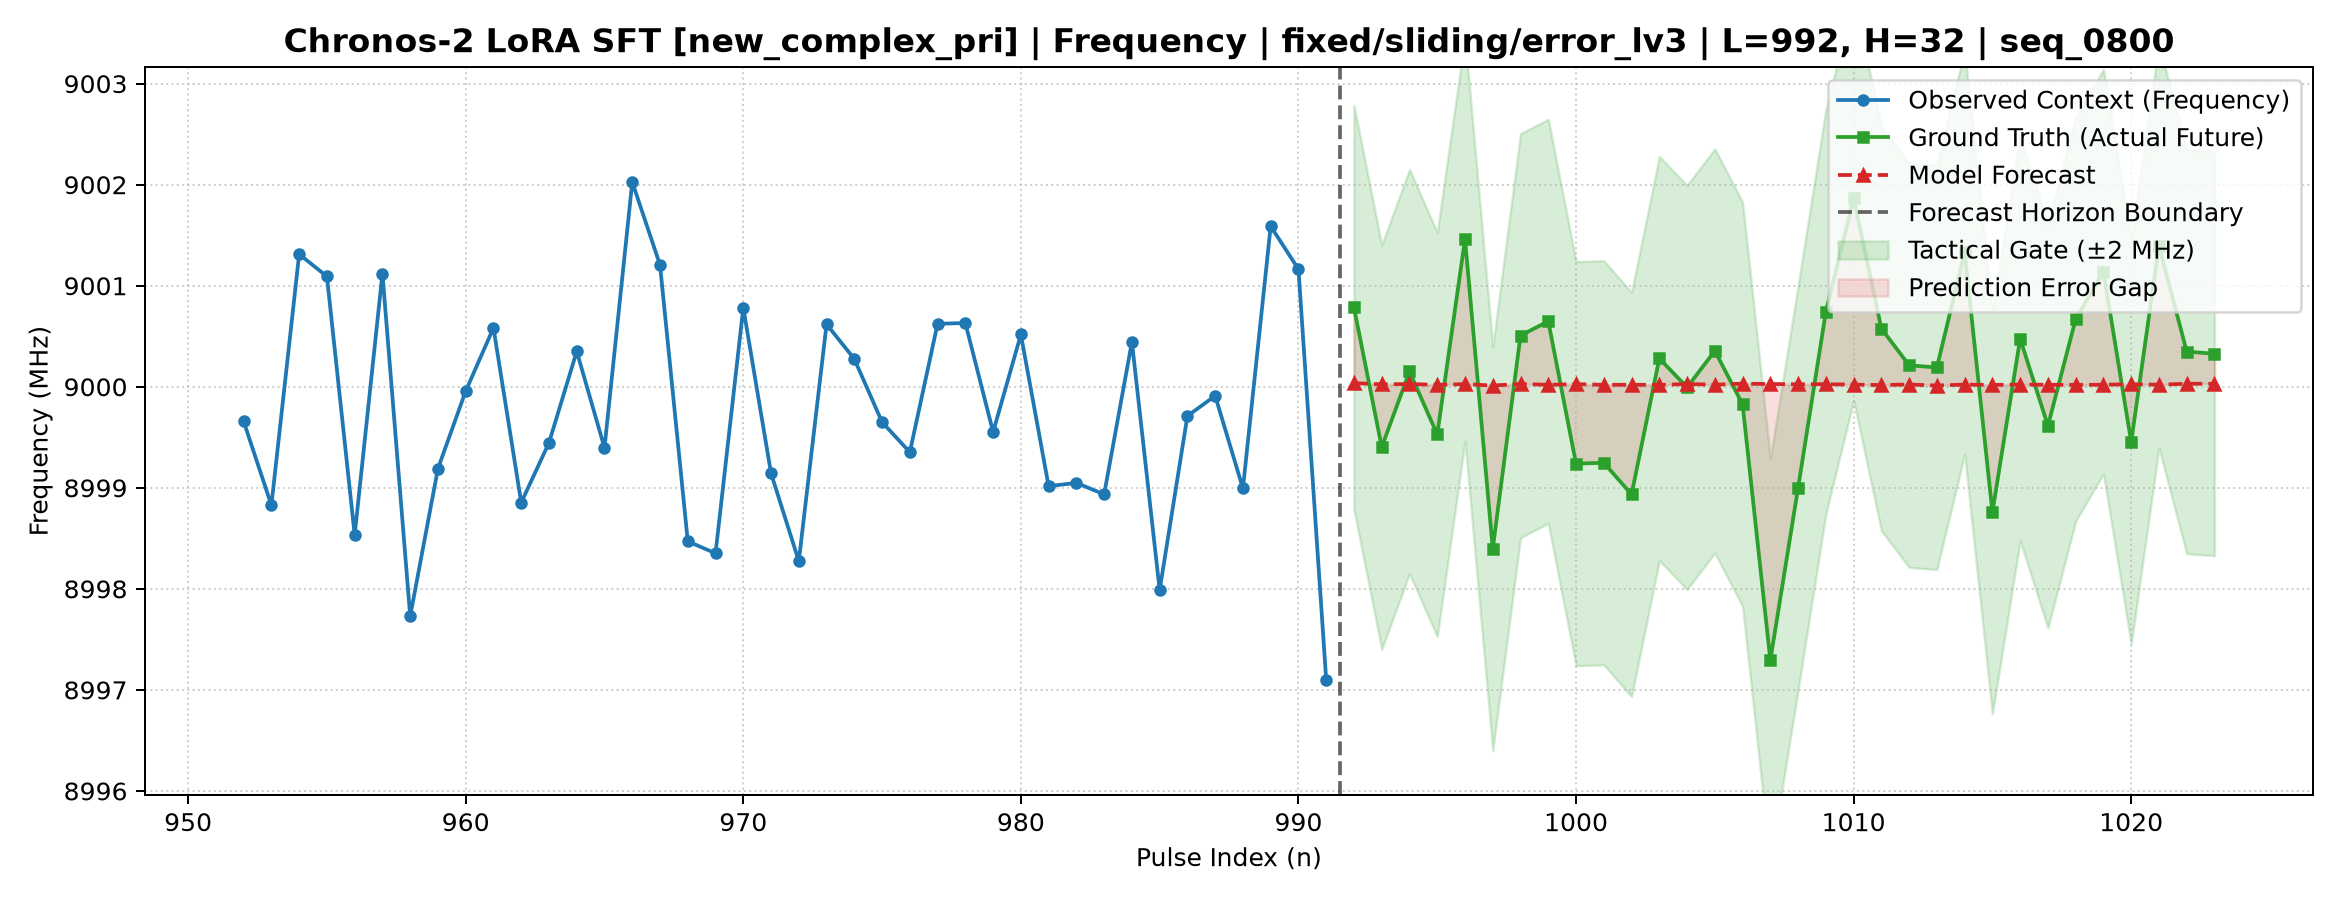 Chronos-2 LoRA SFT [new_complex_pri] | Frequency | fixed/sliding/error_lv3 | L=992, H=32 | seq_0800
Frequency (MHz)
9003
9002
9001
9000
8999
8998
8997
8996
Observed Context (Frequency)
Ground Truth (Actual Future)
Model Forecast
Forecast Horizon Boundary
Tactical Gate (±2 MHz)
Prediction Error Gap
950 960 970 980 990 1000 1010 1020
Pulse Index (n)